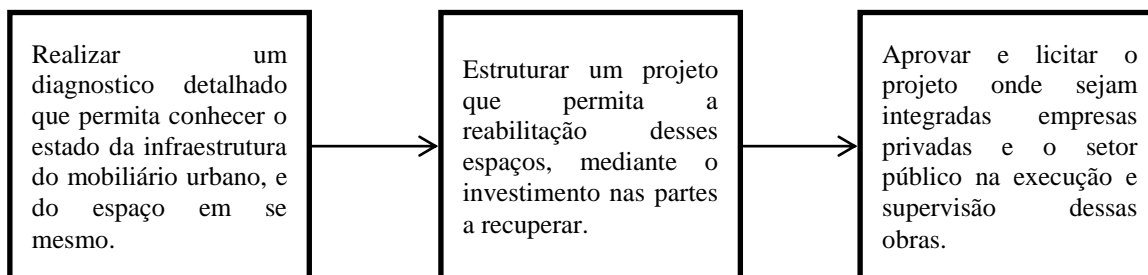 Realizar um
diagnostico detalhado
que permita conhecer o
estado da infraestrutura
do mobiliário urbano, e
do espaço em se
mesmo.
Estruturar um projeto
que permita a
reabilitação desses
espaços, mediante o
investimento nas partes
a recuperar.
Aprovar e licitar o
projeto onde sejam
integradas empresas
privadas e o setor
público na execução e
supervisão dessas
obras.